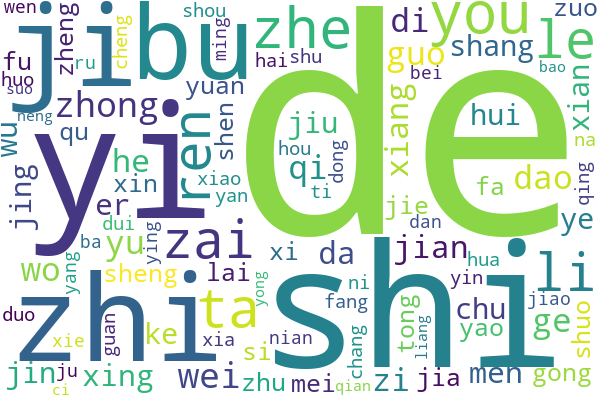 wen
shou
zhe
you
di
zuo
jibu
zheng
cheng
ming
hai
shu
guo
shang
le
fu
ru
bei
bao
huo
suo
zhong
yuan
xian
heng
wu
qu
ren
shen
jiu
xiang
hui
na
yi
de
he
xiao
hou
dong
qi
ti
jing
xin
yan
jie
fa
dao
qing
er
dui
ying
zai
xi
da
dan
ye
yu
ba
jian
hua
li
wo
yang
sheng
lai
ni
yin
zhi
shi
ta
yong
fang
tong
chu
jiao
duo
guan
ke
xia
nian
chang
liang
yao
ge
shuo
xie
si
jin
ju
xing
wei
zhu
mei
zi
jia
men
gong
ci
qian